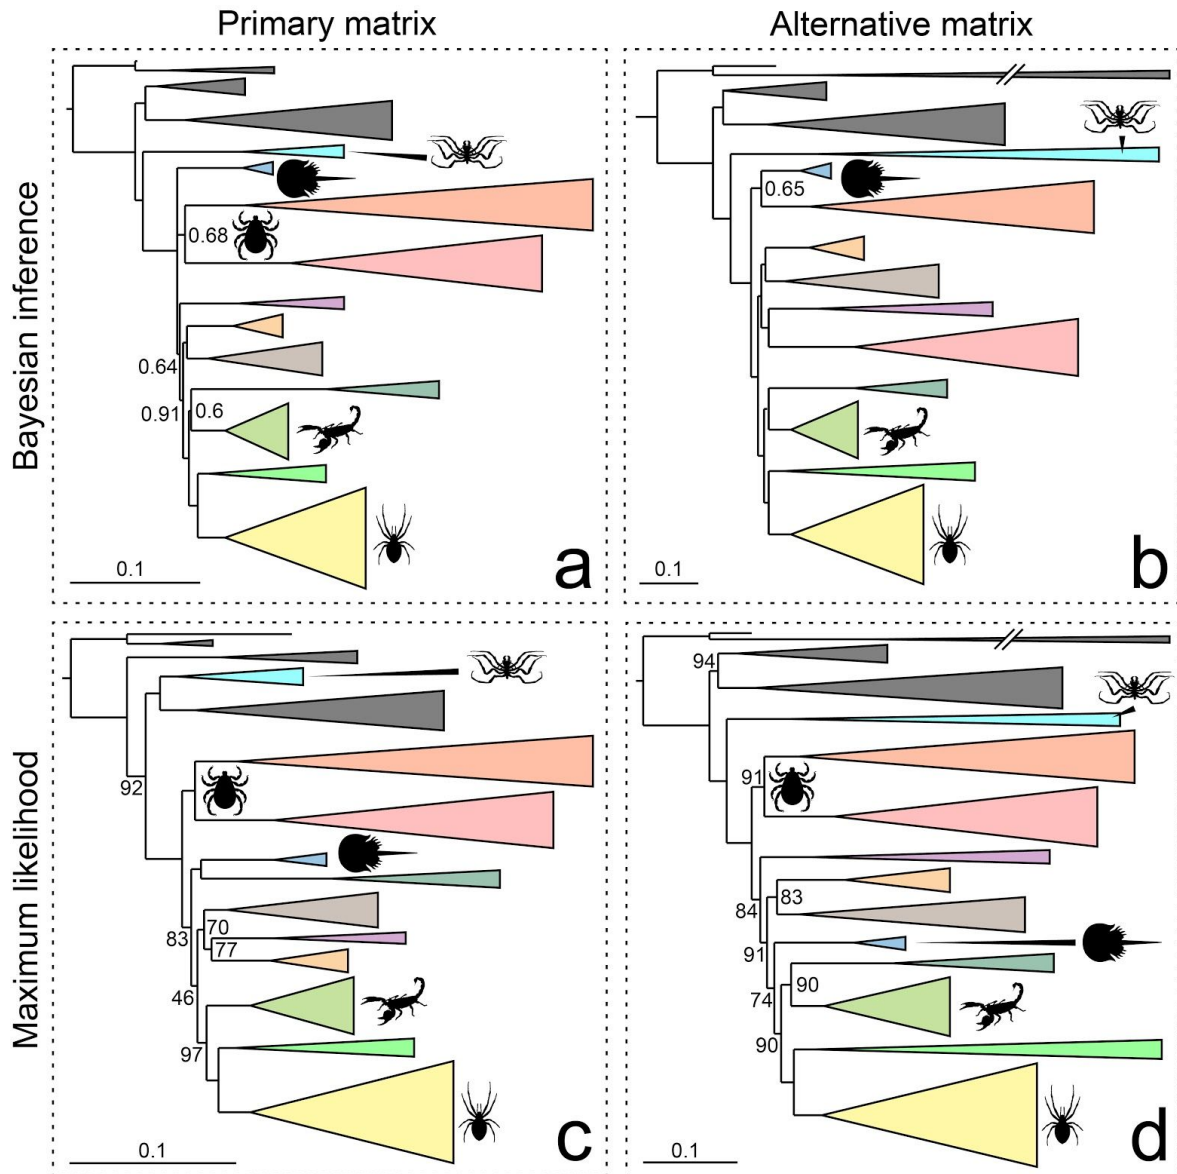 Primary matrix
Alternative matrix
Bayesian inference
0.68
0.64
0.91
0.6
0.1
a
0.65
0.1
b
Maximum likelihood
92
83
70
77
46
97
0.1
c
94
91
84
83
91
90
74
90
0.1
d